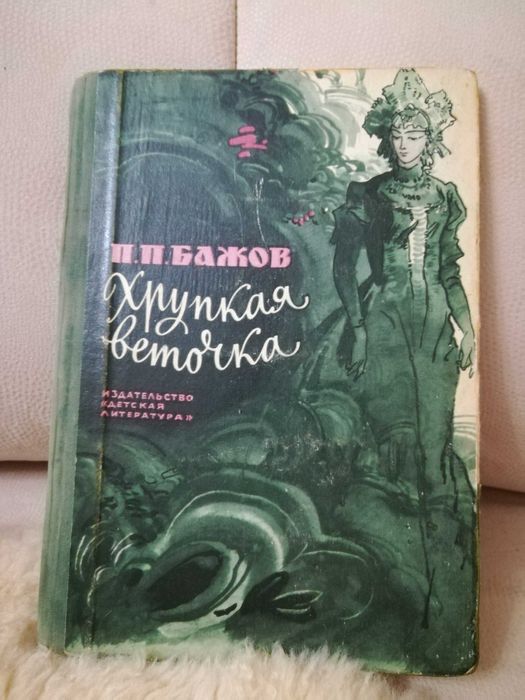 П.П.БАЖОВ
Хрупкая
веточка
ИЗДАТЕЛЬСТВО
«ДЕТСКАЯ
ЛИТЕРАТУРА»